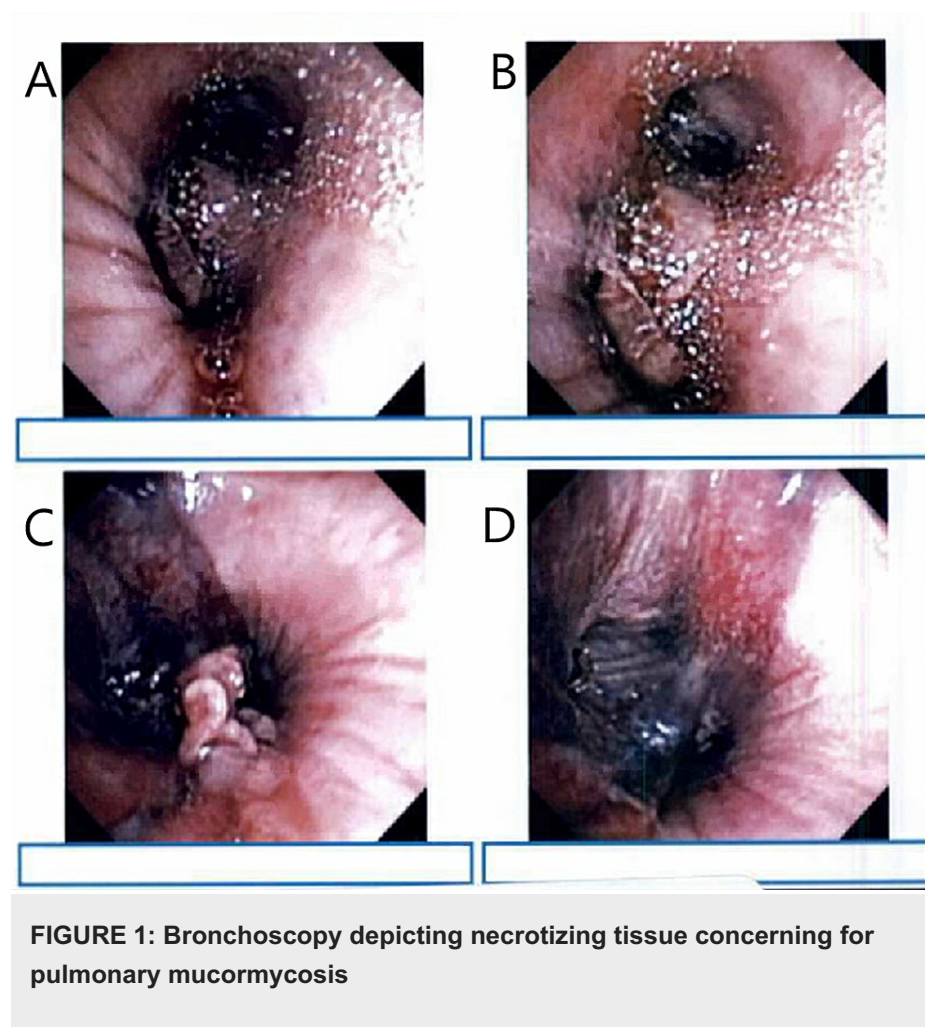 A
B
C
D
FIGURE 1: Bronchoscopy depicting necrotizing tissue concerning for
pulmonary mucormycosis